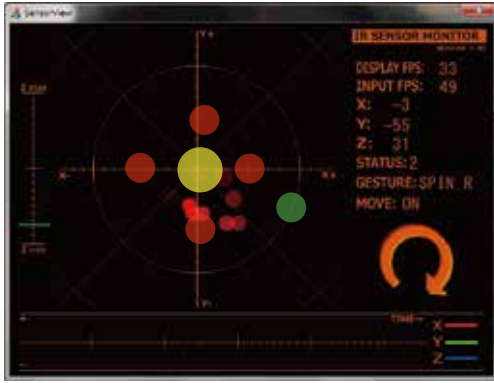 SensorView
IR SENSOR MONITOR
Y+
DISPLAY FPS: 33
INPUT FPS: 49
X: -3
Y: -55
Z: 31
X-
X+
STATUS:2
GESTURE:SPIN R
MOVE: ON
Y-
TIME→
X
Y
Z